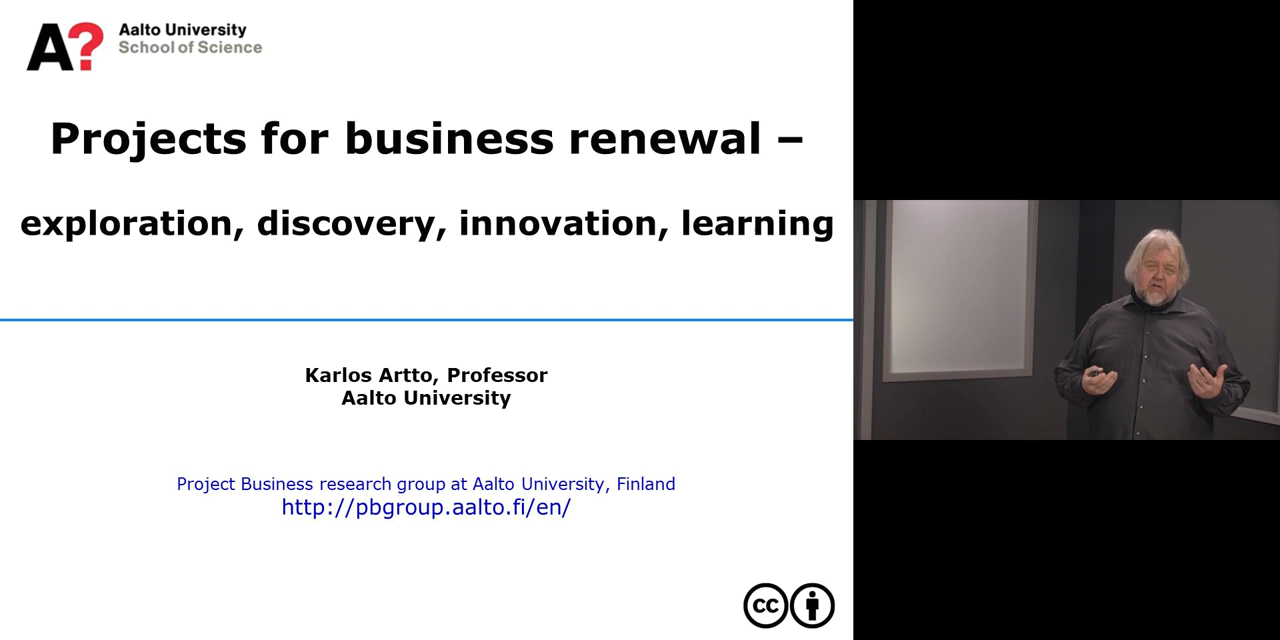 A?
Aalto University
School of Science
Projects for business renewal –
exploration, discovery, innovation, learning
Karlos Artto, Professor
Aalto University
Project Business research group at Aalto University, Finland
http://pbgroup.aalto.fi/en/
cc